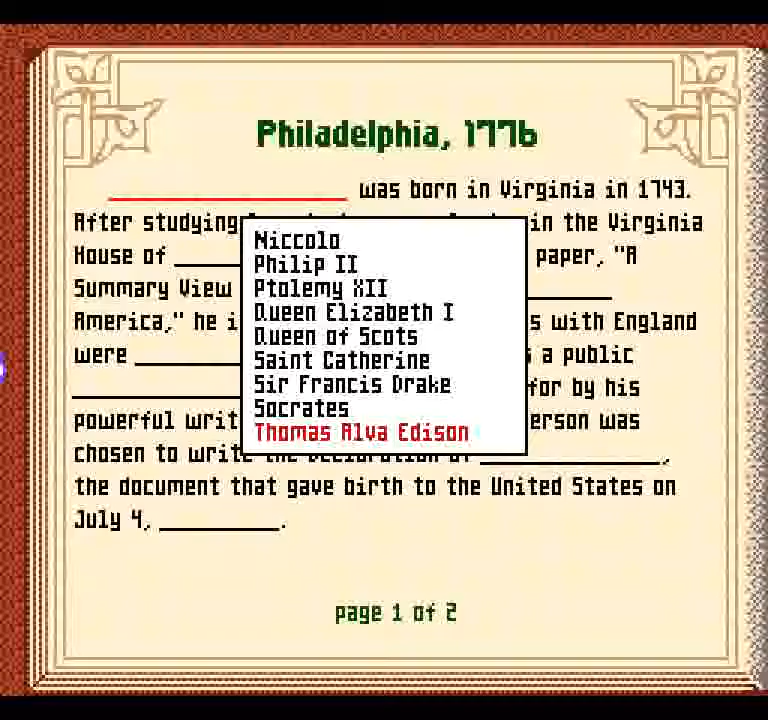 Philadelphia, 1776
was born in Virginia in 1743.
After studying in the Virginia
House of paper, "A
Summary View
America," he i s with England
were s a public
for by his
powerful writ erson was
chosen to write the Declaration of ,
the document that gave birth to the United States on
July 4, .
Niccolo
Philip II
Ptolemy XII
Queen Elizabeth I
Queen of Scots
Saint Catherine
Sir Francis Drake
Socrates
Thomas Alva Edison
page 1 of 2